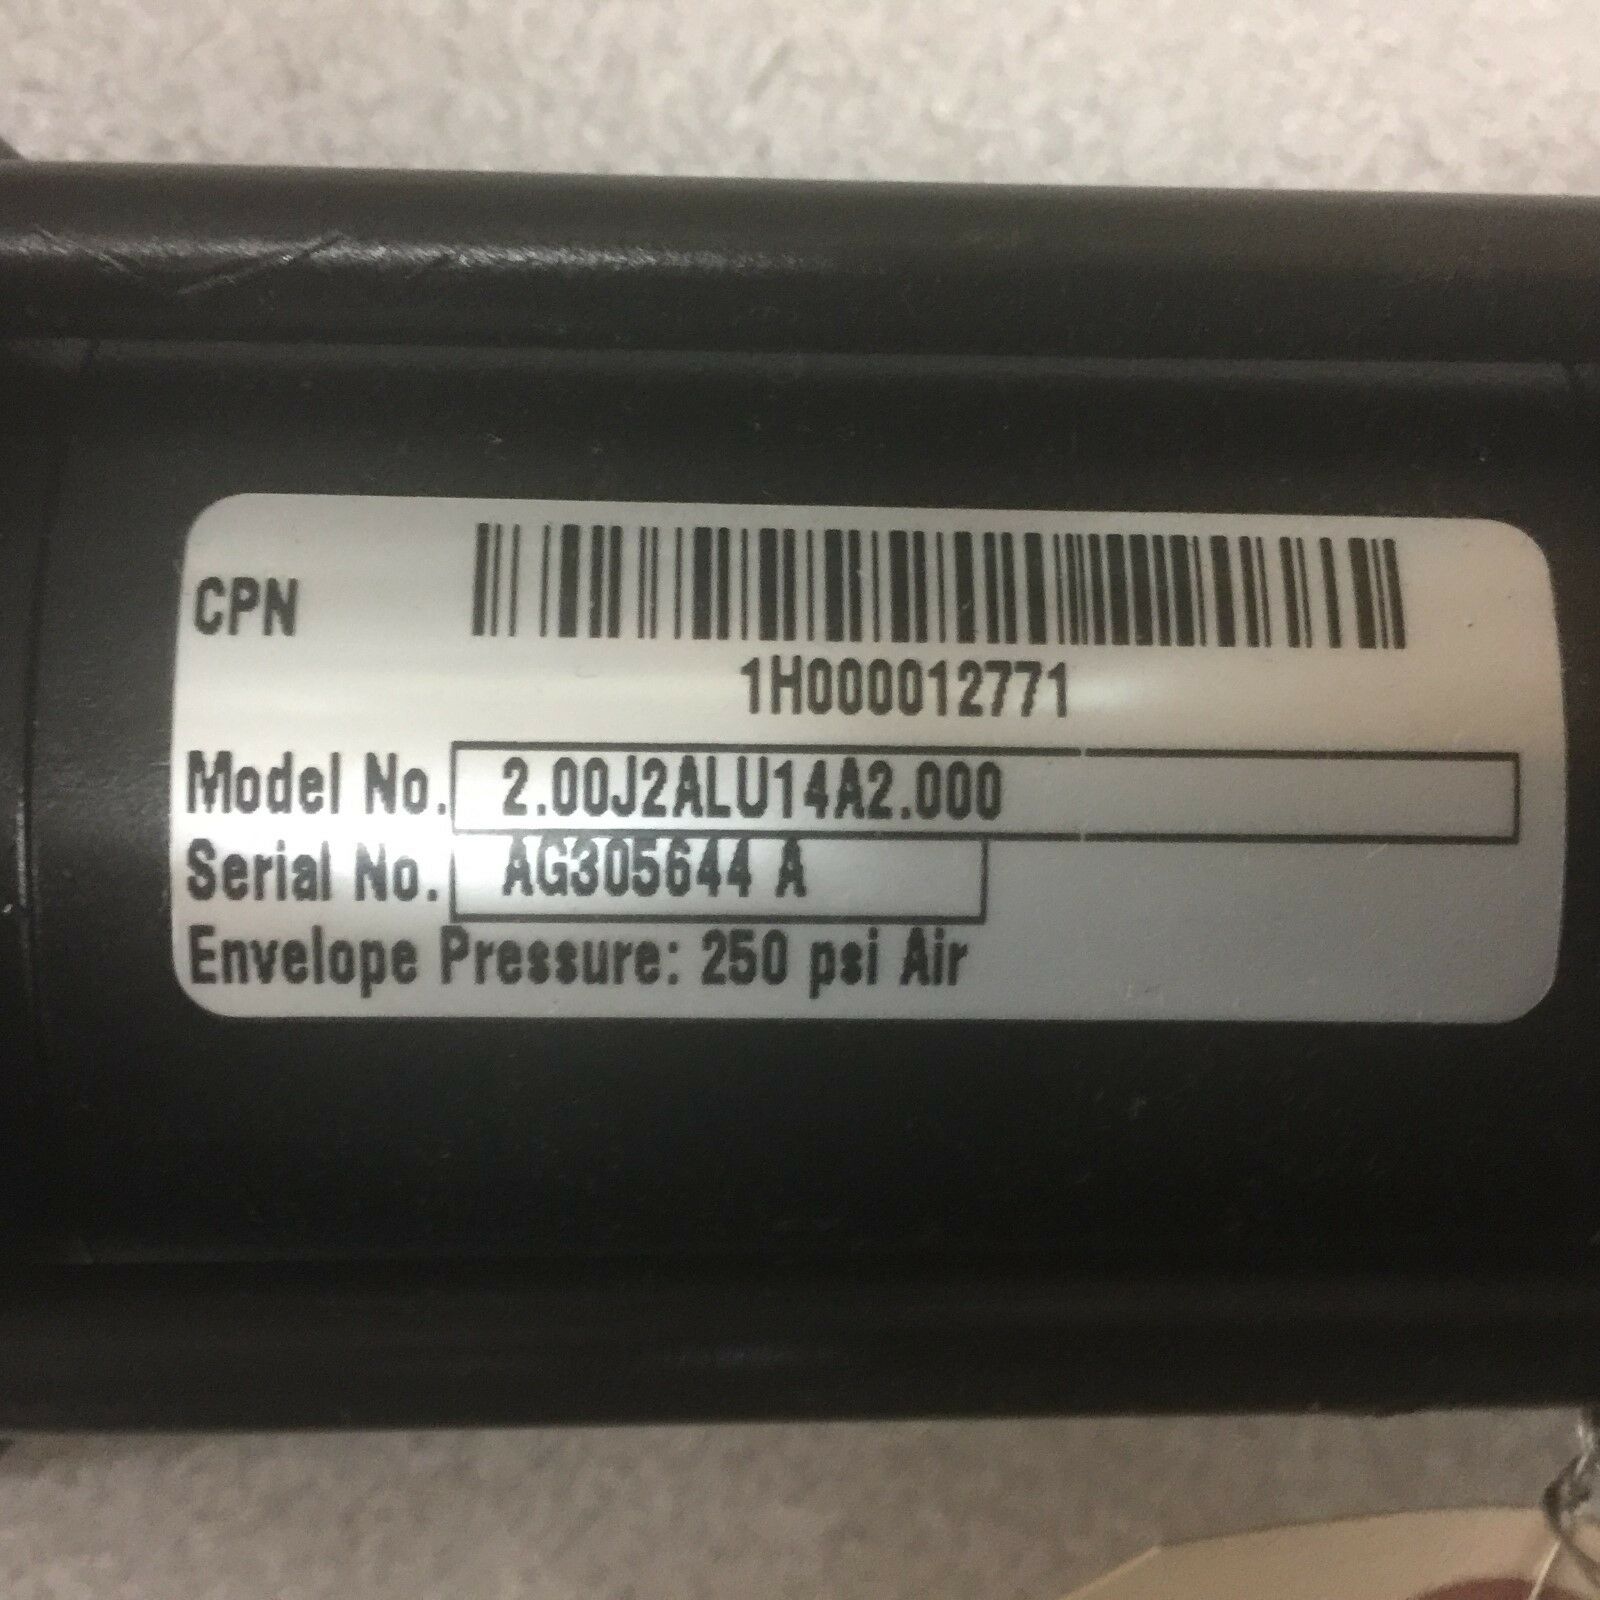 CPN
1H000012771
Model No. 2.00J2ALU14A2.000
Serial No. AG305644 A
Envelope Pressure: 250 psi Air